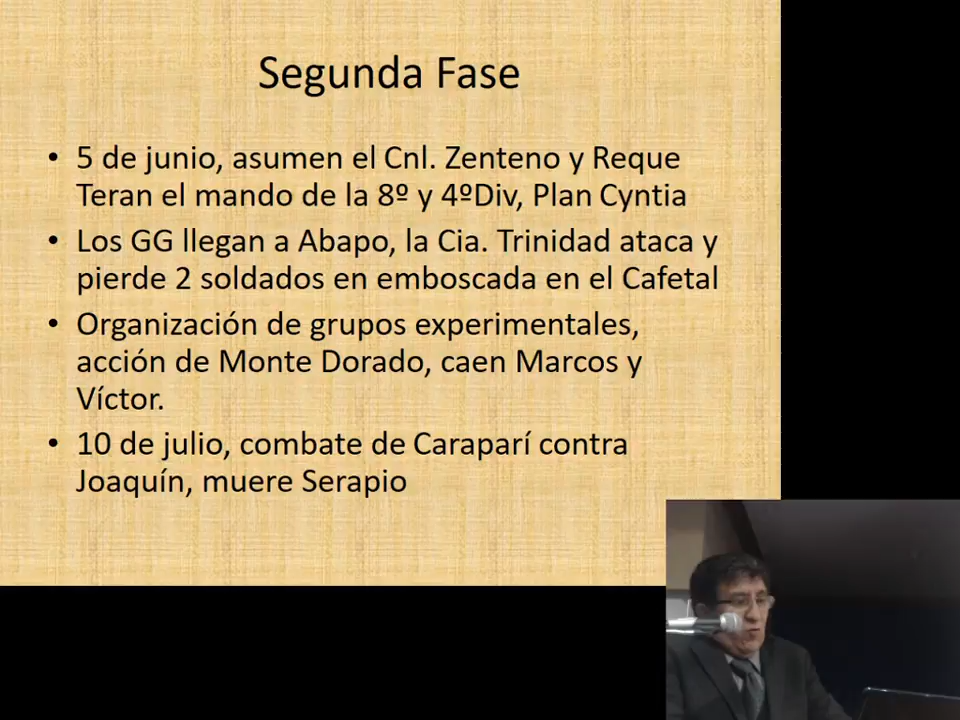 Segunda Fase
• 5 de junio, asumen el Cnl. Zenteno y Reque
Teran el mando de la 8º y 4ºDiv, Plan Cyntia
• Los GG llegan a Abapo, la Cia. Trinidad ataca y
pierde 2 soldados en emboscada en el Cafetal
• Organización de grupos experimentales,
acción de Monte Dorado, caen Marcos y
Víctor.
• 10 de julio, combate de Caraparí contra
Joaquín, muere Serapio